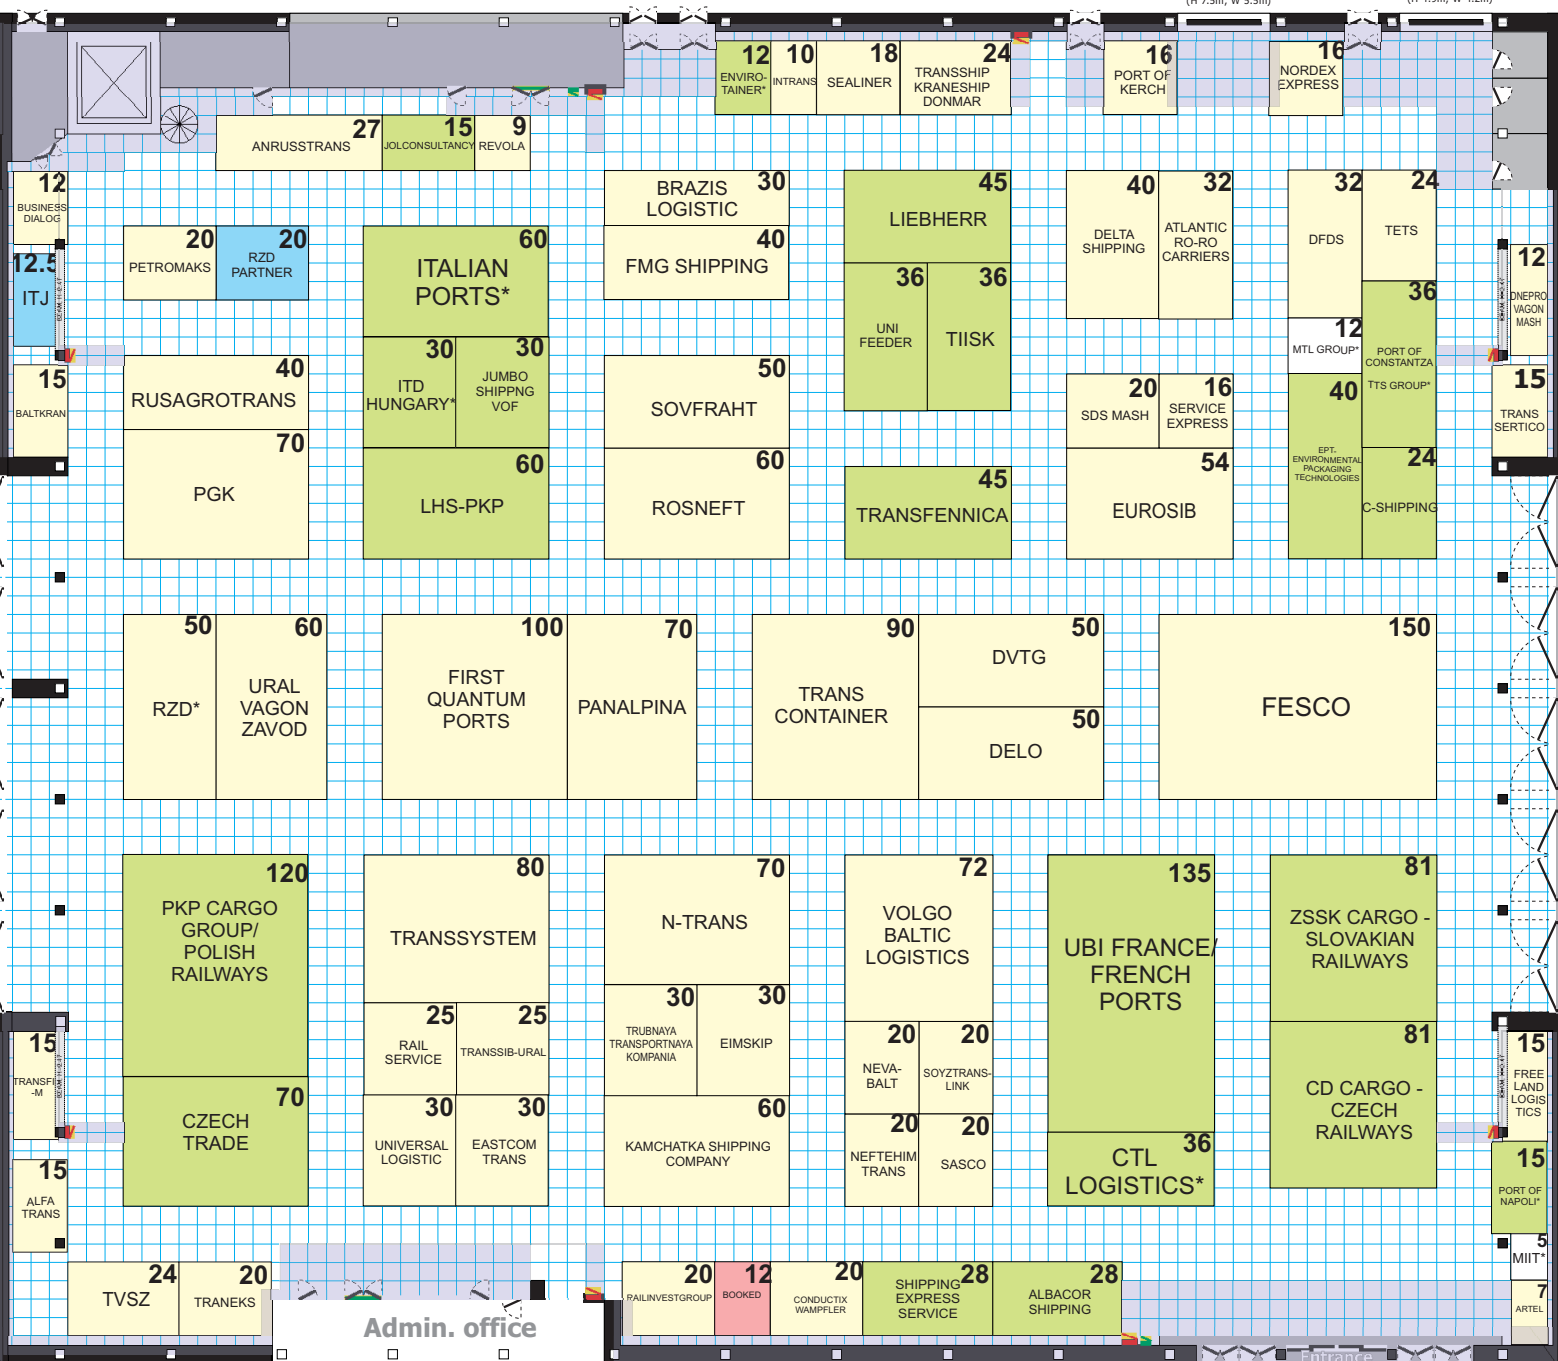 (H 7.5m, W 5.5m)
12
ENVIRO-
TAINER*
10
INTRANS
18
SEALINER
24
TRANSSHIP
KRANESHIP
DONMAR
16
PORT OF
KERCH
16
NORDEX
EXPRESS
27
ANRUSSTRANS
15
JOLCONSULTANCY
9
REVOLA
12
BUSINESS
DIALOG
12.5
ITJ
15
BALTKRAN
20
PETROMAKS
20
RZD
PARTNER
60
ITALIAN
PORTS*
30
BRAZIS
LOGISTIC
40
FMG SHIPPING
45
LIEBHERR
36
UNI
FEEDER
36
TIISK
40
DELTA
SHIPPING
32
ATLANTIC
RO-RO
CARRIERS
32
DFDS
24
TETS
12
DNEPRO
VAGON
MASH
12
MTL GROUP*
36
PORT OF
CONSTANTZA
TTS GROUP*
40
RUSAGROTRANS
70
PGK
30
ITD
HUNGARY*
30
JUMBO
SHIPPNG
VOF
60
LHS-PKP
50
SOVFRAHT
60
ROSNEFT
45
TRANSFENNICA
20
SDS MASH
16
SERVICE
EXPRESS
54
EUROSIB
40
EPT-
ENVIRONMENTAL
PACKAGING
TECHNOLOGIES
24
C-SHIPPING
15
TRANS
SERTICO
50
RZD*
60
URAL
VAGON
ZAVOD
100
FIRST
QUANTUM
PORTS
70
PANALPINA
90
TRANS
CONTAINER
50
DVTG
50
DELO
150
FESCO
120
PKP CARGO
GROUP/
POLISH
RAILWAYS
70
CZECH
TRADE
80
TRANSSYSTEM
25
RAIL
SERVICE
25
TRANSSIB-URAL
30
UNIVERSAL
LOGISTIC
30
EASTCOM
TRANS
70
N-TRANS
30
TRUBNAYA
TRANSPORTNAYA
KOMPANIA
30
EIMSKIP
60
KAMCHATKA SHIPPING
COMPANY
72
VOLGO
BALTIC
LOGISTICS
20
NEVA-
BALT
20
SOYZTRANS-
LINK
20
NEFTEHIM
TRANS
20
SASCO
135
UBI FRANCE/
FRENCH
PORTS
36
CTL
LOGISTICS*
81
ZSSK CARGO -
SLOVAKIAN
RAILWAYS
81
CD CARGO -
CZECH
RAILWAYS
15
TRANSFI
-M
15
ALFA
TRANS
15
FREE
LAND
LOGIS
TICS
15
PORT OF
NAPOLI*
5
MIIT*
7
ARTEL
24
TVSZ
20
TRANEKS
Admin. office
20
RAILINVESTGROUP
12
BOOKED
20
CONDUCTIX
WAMPFLER
28
SHIPPING
EXPRESS
SERVICE
28
ALBACOR
SHIPPING
Entrance